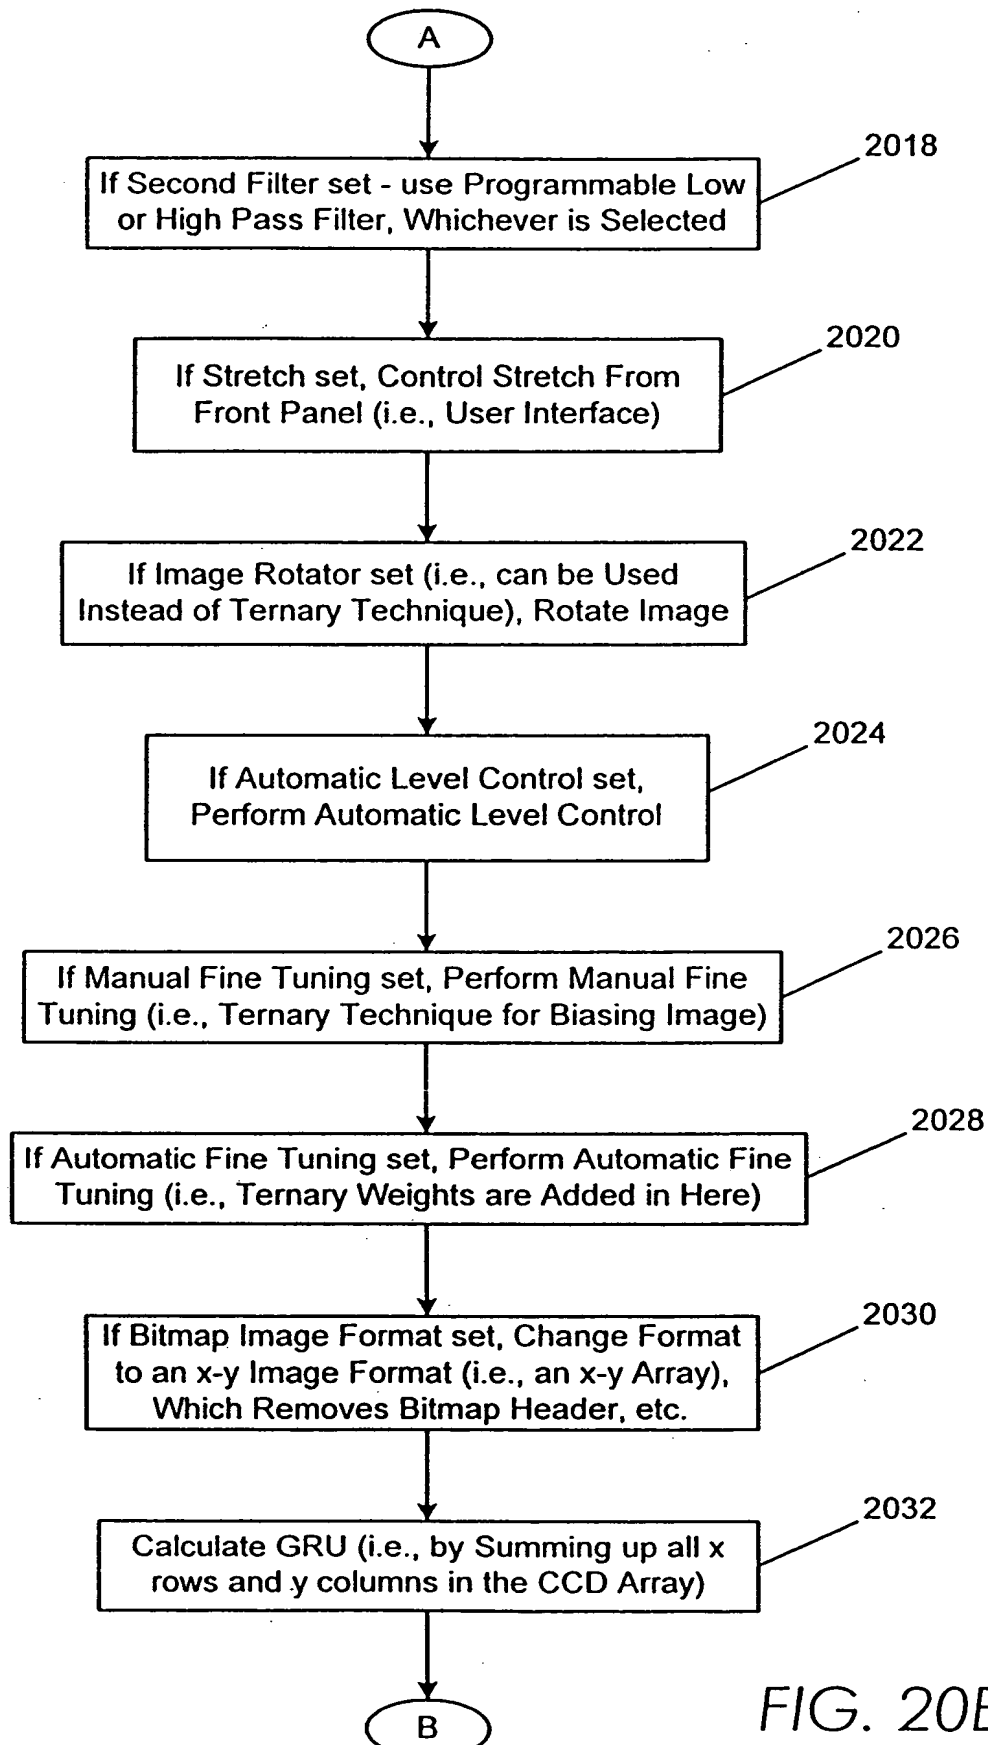 A
2018
If Second Filter set - use Programmable Low
or High Pass Filter, Whichever is Selected
2020
If Stretch set, Control Stretch From
Front Panel (i.e., User Interface)
2022
If Image Rotator set (i.e., can be Used
Instead of Ternary Technique), Rotate Image
2024
If Automatic Level Control set,
Perform Automatic Level Control
2026
If Manual Fine Tuning set, Perform Manual Fine
Tuning (i.e., Ternary Technique for Biasing Image)
2028
If Automatic Fine Tuning set, Perform Automatic Fine
Tuning (i.e., Ternary Weights are Added in Here)
2030
If Bitmap Image Format set, Change Format
to an x-y Image Format (i.e., an x-y Array),
Which Removes Bitmap Header, etc.
2032
Calculate GRU (i.e., by Summing up all x
rows and y columns in the CCD Array)
B
FIG. 20B